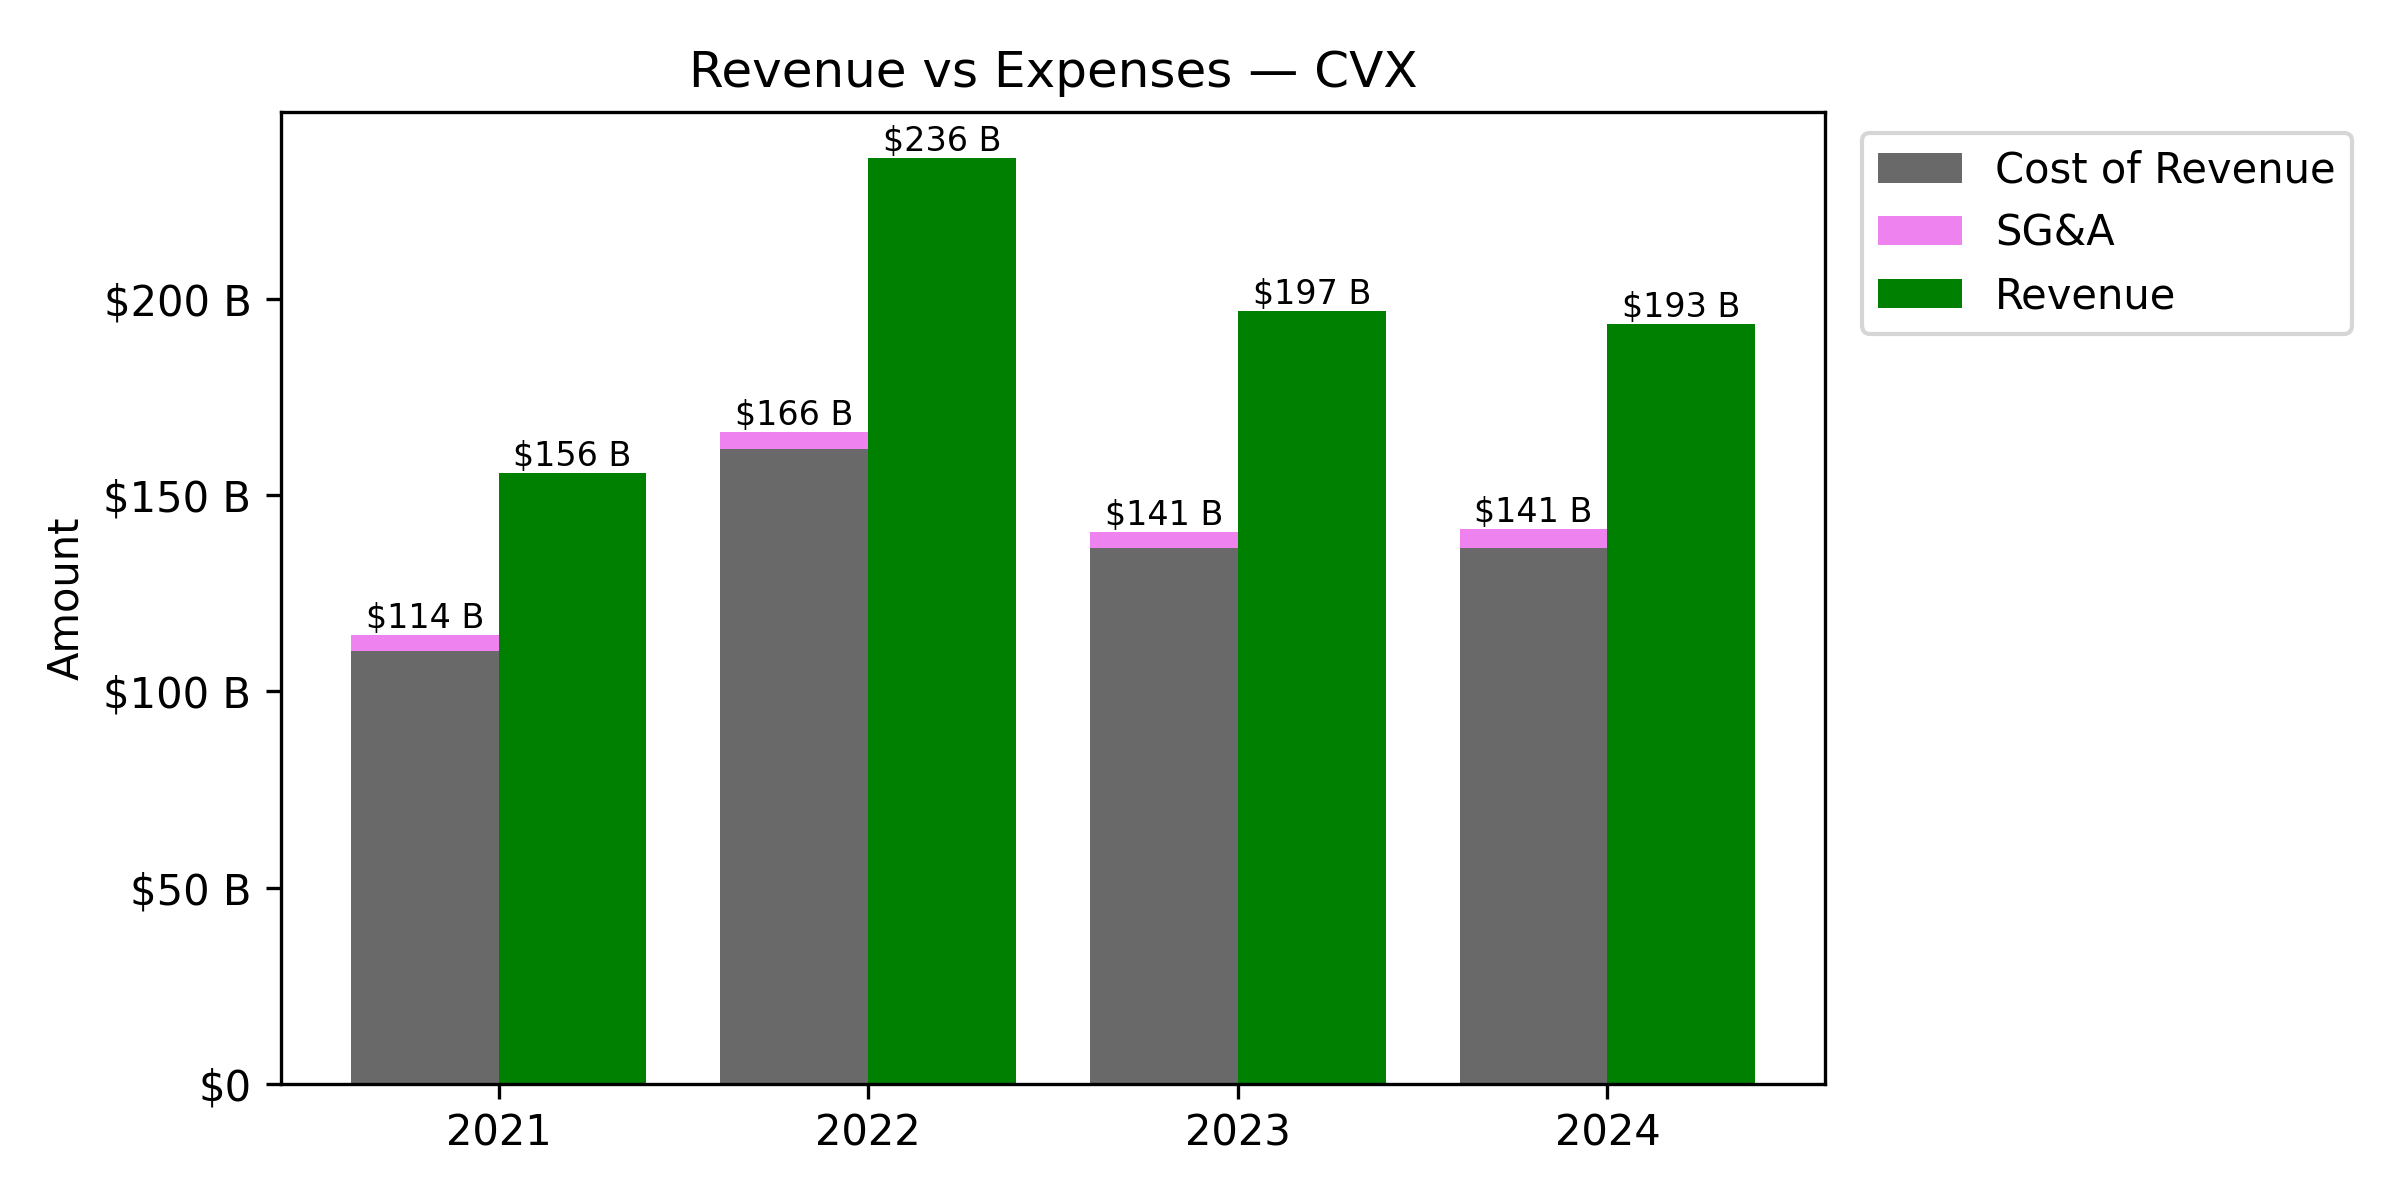 Revenue vs Expenses — CVX
Cost of Revenue
SG&A
Revenue
Amount
$200 B
$150 B
$100 B
$50 B
$0
$114 B
$156 B
$166 B
$236 B
$141 B
$197 B
$141 B
$193 B
2021
2022
2023
2024